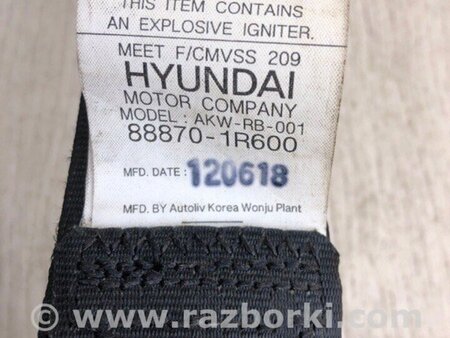 THIS ITEM CONTAINS
AN EXPLOSIVE IGNITER.
MEET F/CMVSS 209
HYUNDAI
MOTOR COMPANY
MODEL : AKW-RB-001
88870-1R600
MFD. DATE : 120618
MFD. BY Autoliv Korea Wonju Plant
© www.razborki.com